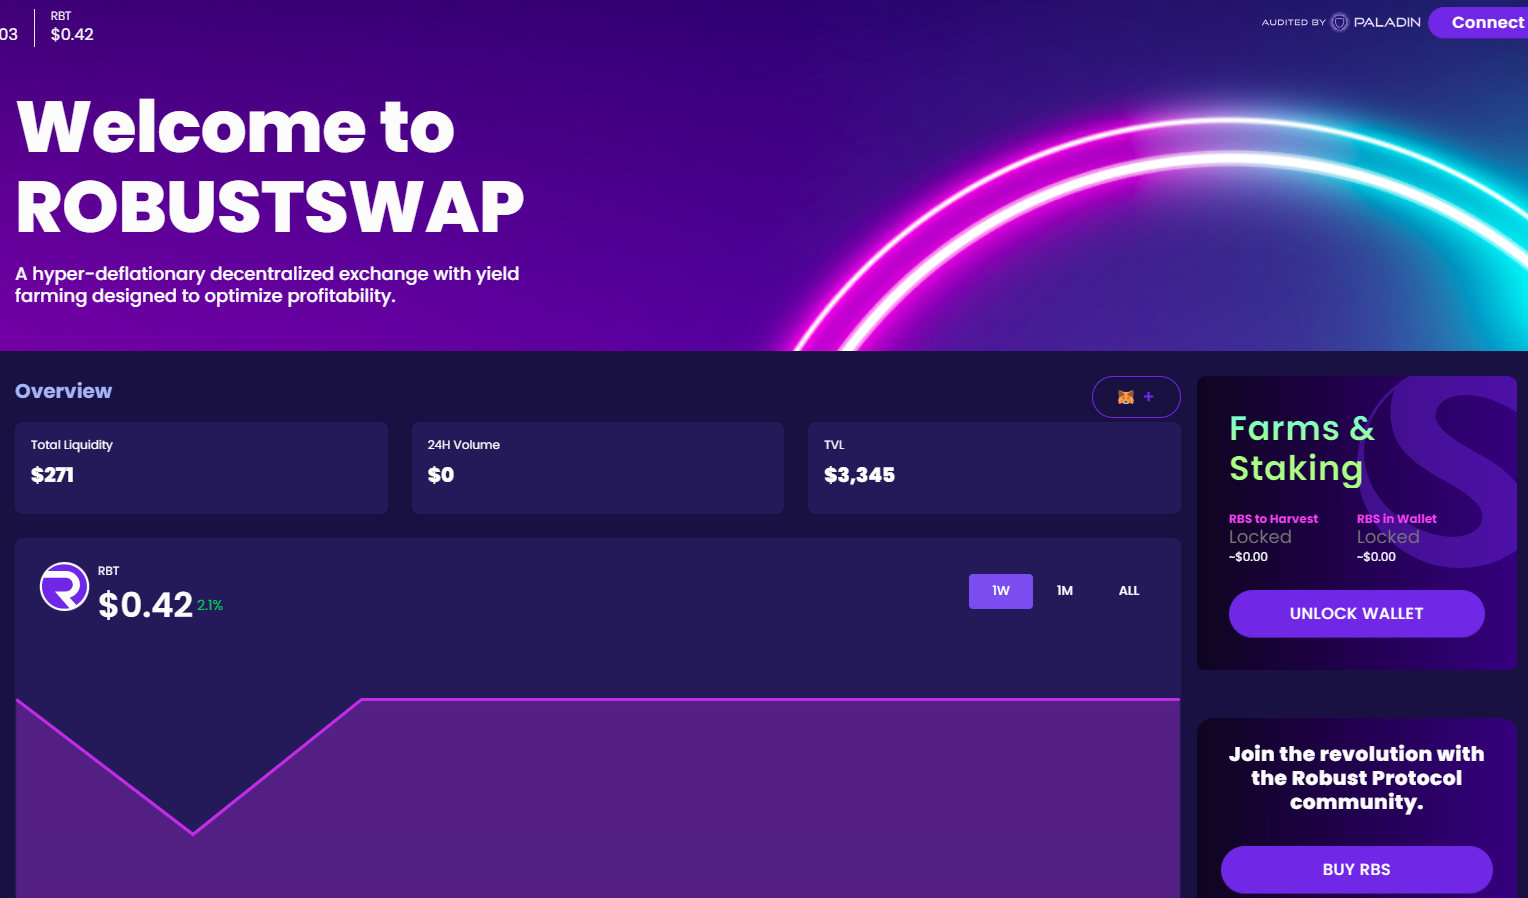 03
RBT
$0.42
AUDITED BY PALADIN
Connect
Welcome to
ROBUSTSWAP
A hyper-deflationary decentralized exchange with yield
farming designed to optimize profitability.
Overview
+
Total Liquidity
$271
24H Volume
$0
TVL
$3,345
RBT
$0.42 2.1%
1W 1M ALL
Farms &
Staking
RBS to Harvest
Locked
~$0.00
RBS in Wallet
Locked
~$0.00
UNLOCK WALLET
Join the revolution with
the Robust Protocol
community.
BUY RBS